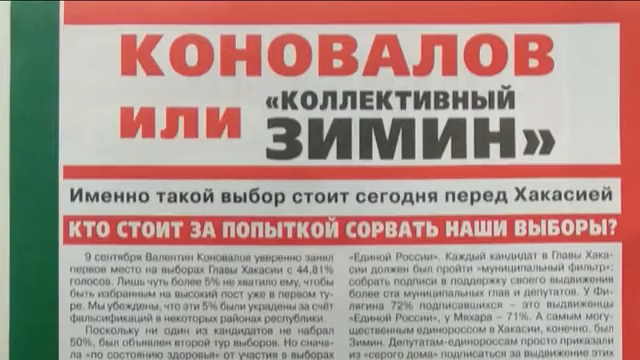 КОНОВАЛОВ
ИЛИ «КОЛЛЕКТИВНЫЙ
ЗИМИН»
Именно такой выбор стоит сегодня перед Хакасией
КТО СТОИТ ЗА ПОПЫТКОЙ СОРВАТЬ НАШИ ВЫБОРЫ?
9 сентября Валентин Коновалов уверенно занял
первое место на выборах Главы Хакасии с 44,81%
голосов. Лишь чуть более 5% не хватило ему, чтобы
быть избранным на высокий пост уже в первом ту-
ре. Мы убеждены, что эти 5% были украдены за счёт
фальсификаций в некоторых районах республики.
Поскольку ни один из кандидатов не набрал
50%, был объявлен второй тур выборов. Но снача-
ла «по состоянию здоровья» от участия в выборах
«Единой России». Каждый кандидат в Главы Хака-
сии должен был пройти «муниципальный фильтр»:
собрать подписи в поддержку своего выдвижения
более ста муниципальных глав и депутатов. У Фи-
лягина 72% подписавшихся – это выдвиженцы
«Единой России», у Мяхара – 71%. А самым мо-
гущественным единороссом в Хакасии, конечно, был
Зимин. Депутатам-единороссам просто приказали
из «серого дома» подписаться за выдвижение этих